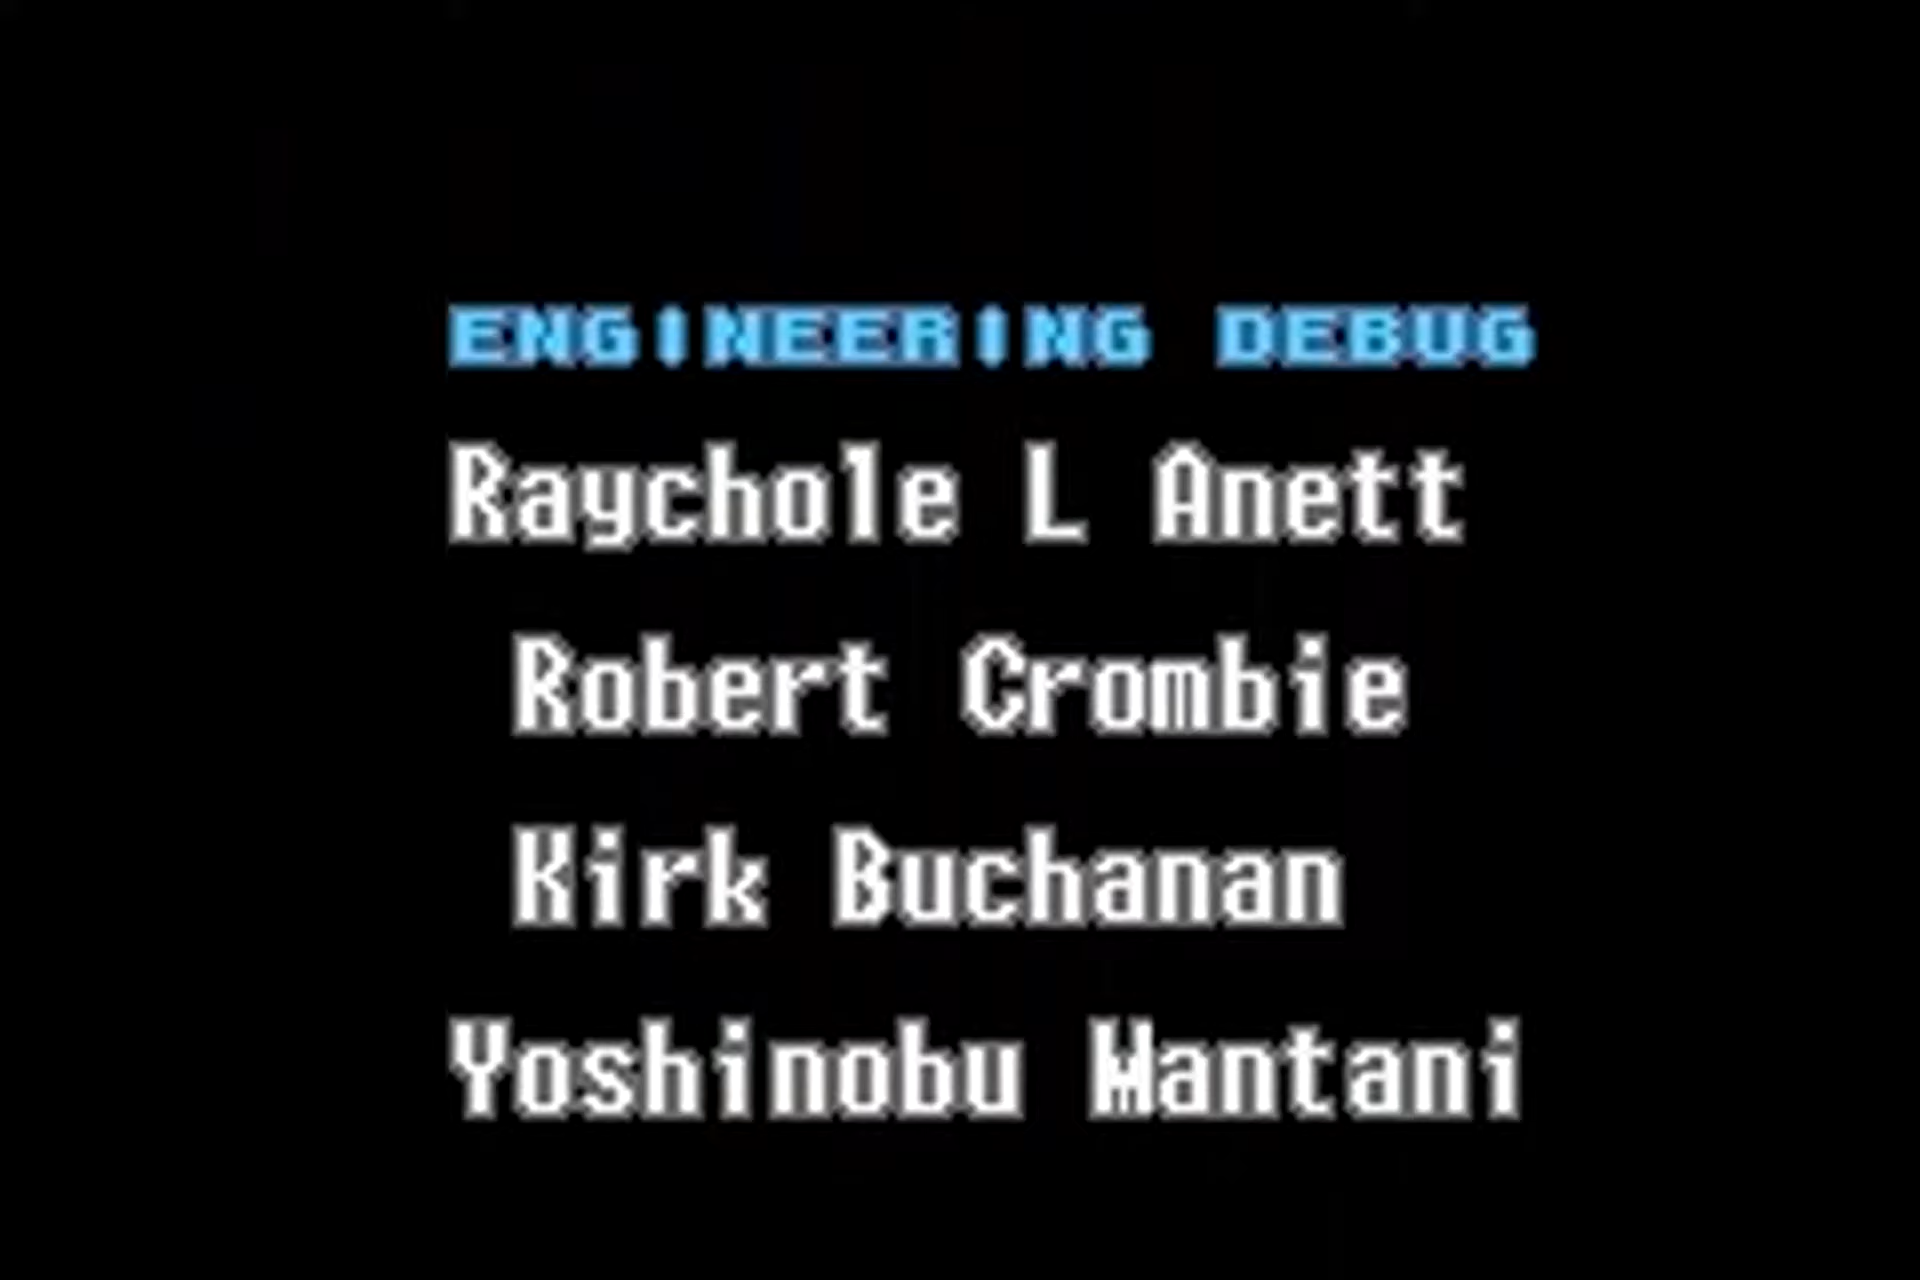 ENGINEERING DEBUG
Raychole L Anett
Robert Crombie
Kirk Buchanan
Yoshinobu Mantani